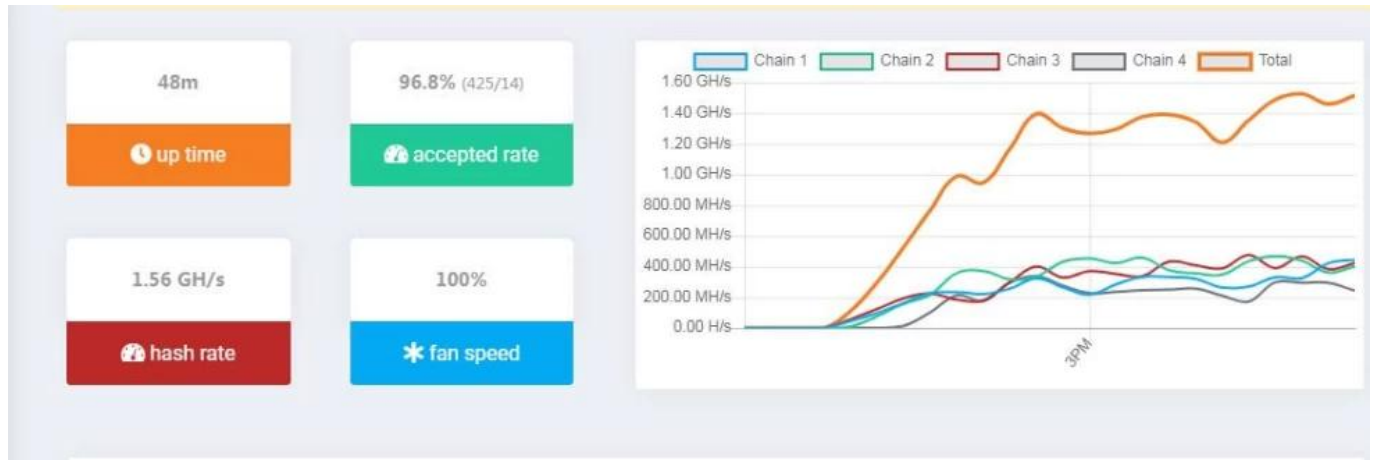 48m
up time
96.8% (425/14)
accepted rate
1.56 GH/s
hash rate
100%
fan speed
Chain 1 Chain 2 Chain 3 Chain 4 Total
1.60 GH/s
1.40 GH/s
1.20 GH/s
1.00 GH/s
800.00 MH/s
600.00 MH/s
400.00 MH/s
200.00 MH/s
0.00 H/s
3PM